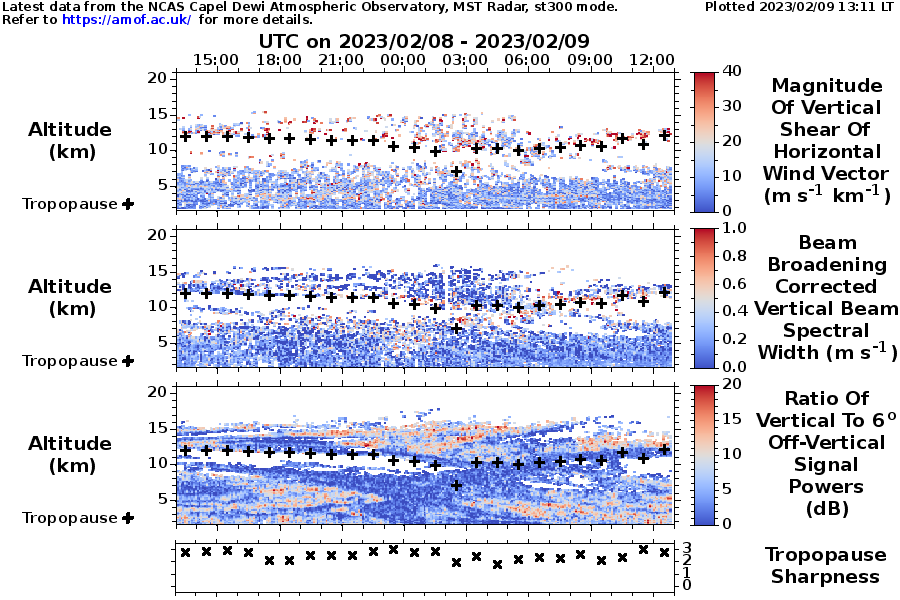 Latest data from the NCAS Capel Dewi Atmospheric Observatory, MST Radar, st300 mode.
Plotted 2023/02/09 13:11 LT
Refer to https://amof.ac.uk/ for more details.
UTC on 2023/02/08 - 2023/02/09
15:00 18:00 21:00 00:00 03:00 06:00 09:00 12:00
20
15
10
5
Altitude
(km)
Tropopause
40
30
20
10
0
Magnitude
Of Vertical
Shear Of
Horizontal
Wind Vector
(m s-1 km-1)
20
15
10
5
Altitude
(km)
Tropopause
1.0
0.8
0.6
0.4
0.2
0.0
Beam
Broadening
Corrected
Vertical Beam
Spectral
Width (m s-1)
20
15
10
5
Altitude
(km)
Tropopause
20
15
10
5
0
Ratio Of
Vertical To 6o
Off-Vertical
Signal
Powers
(dB)
3
2
1
0
Tropopause
Sharpness